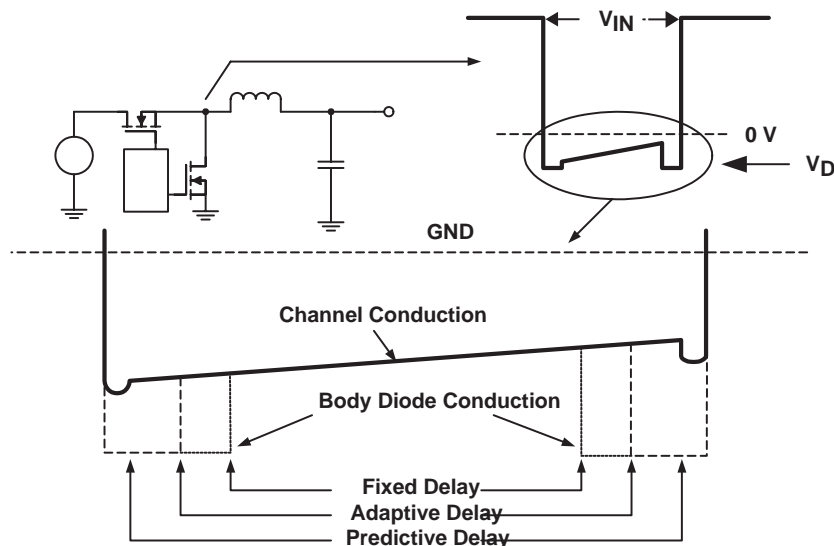 V_IN
0 V
V_D
GND
Channel Conduction
Body Diode Conduction
Fixed Delay
Adaptive Delay
Predictive Delay